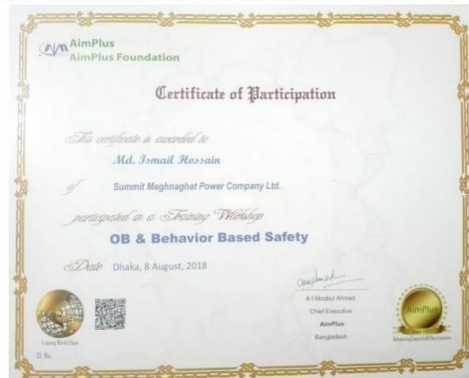 AimPlus
AimPlus Foundation
Certificate of Participation
This certificate is awarded to
Md. Ismail Hossain
of Summit Meghnaghat Power Company Ltd.
participated in a Training Workshop
OB & Behavior Based Safety
Date Dhaka, 8 August, 2018
A I Maqbul Ahmed
Chief Executive
AimPlus
Bangladesh
AimPlus
Sl. No.